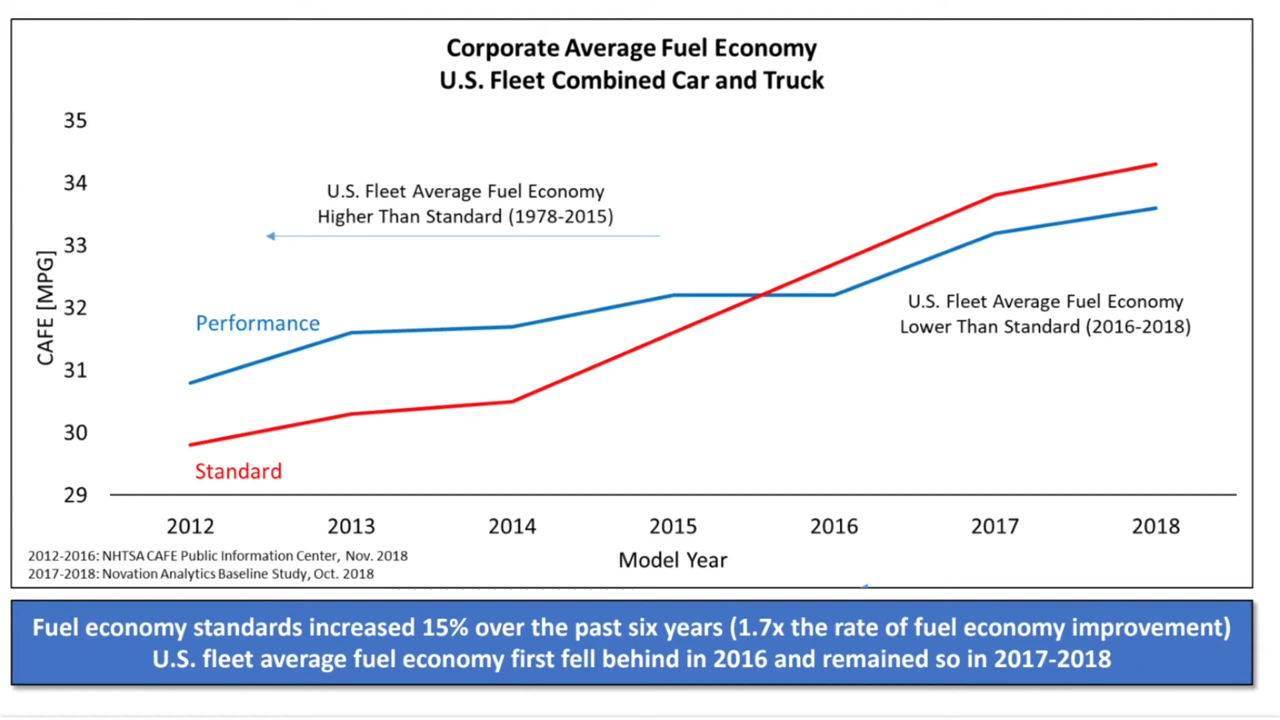 Corporate Average Fuel Economy
U.S. Fleet Combined Car and Truck
35
34
33
32
31
30
29
CAFE [MPG]
U.S. Fleet Average Fuel Economy
Higher Than Standard (1978-2015)
Performance
Standard
U.S. Fleet Average Fuel Economy
Lower Than Standard (2016-2018)
2012 2013 2014 2015 2016 2017 2018
Model Year
2012-2016: NHTSA CAFE Public Information Center, Nov. 2018
2017-2018: Novation Analytics Baseline Study, Oct. 2018
Fuel economy standards increased 15% over the past six years (1.7x the rate of fuel economy improvement)
U.S. fleet average fuel economy first fell behind in 2016 and remained so in 2017-2018